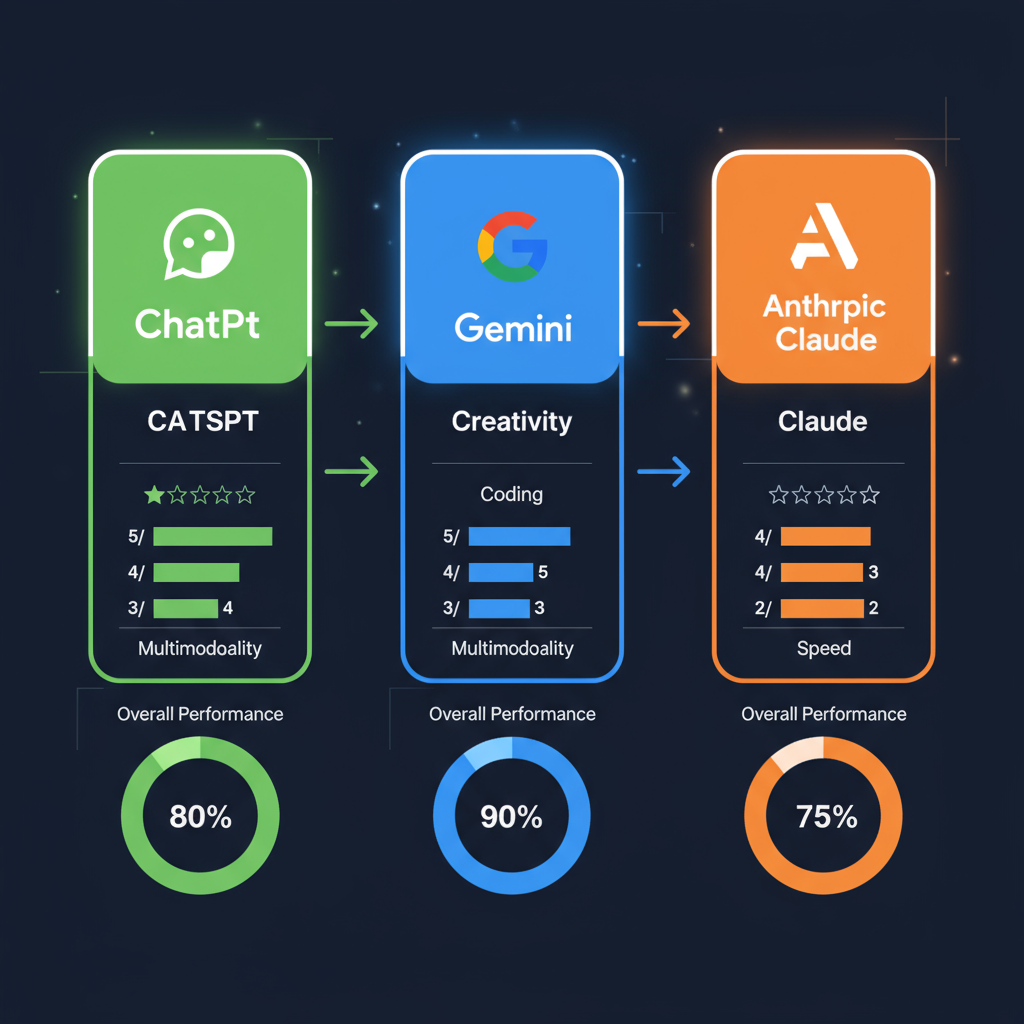 ChatPt
CATSPT
5/
4/
3/ 4
Multimodoality
Overall Performance
80%
Gemini
Creativity
Coding
5/
4/ 5
3/ 3
Multimodoality
Overall Performance
90%
Anthrpic
Claude
Claude
4/
4/ 3
2/ 2
Speed
Overall Performance
75%